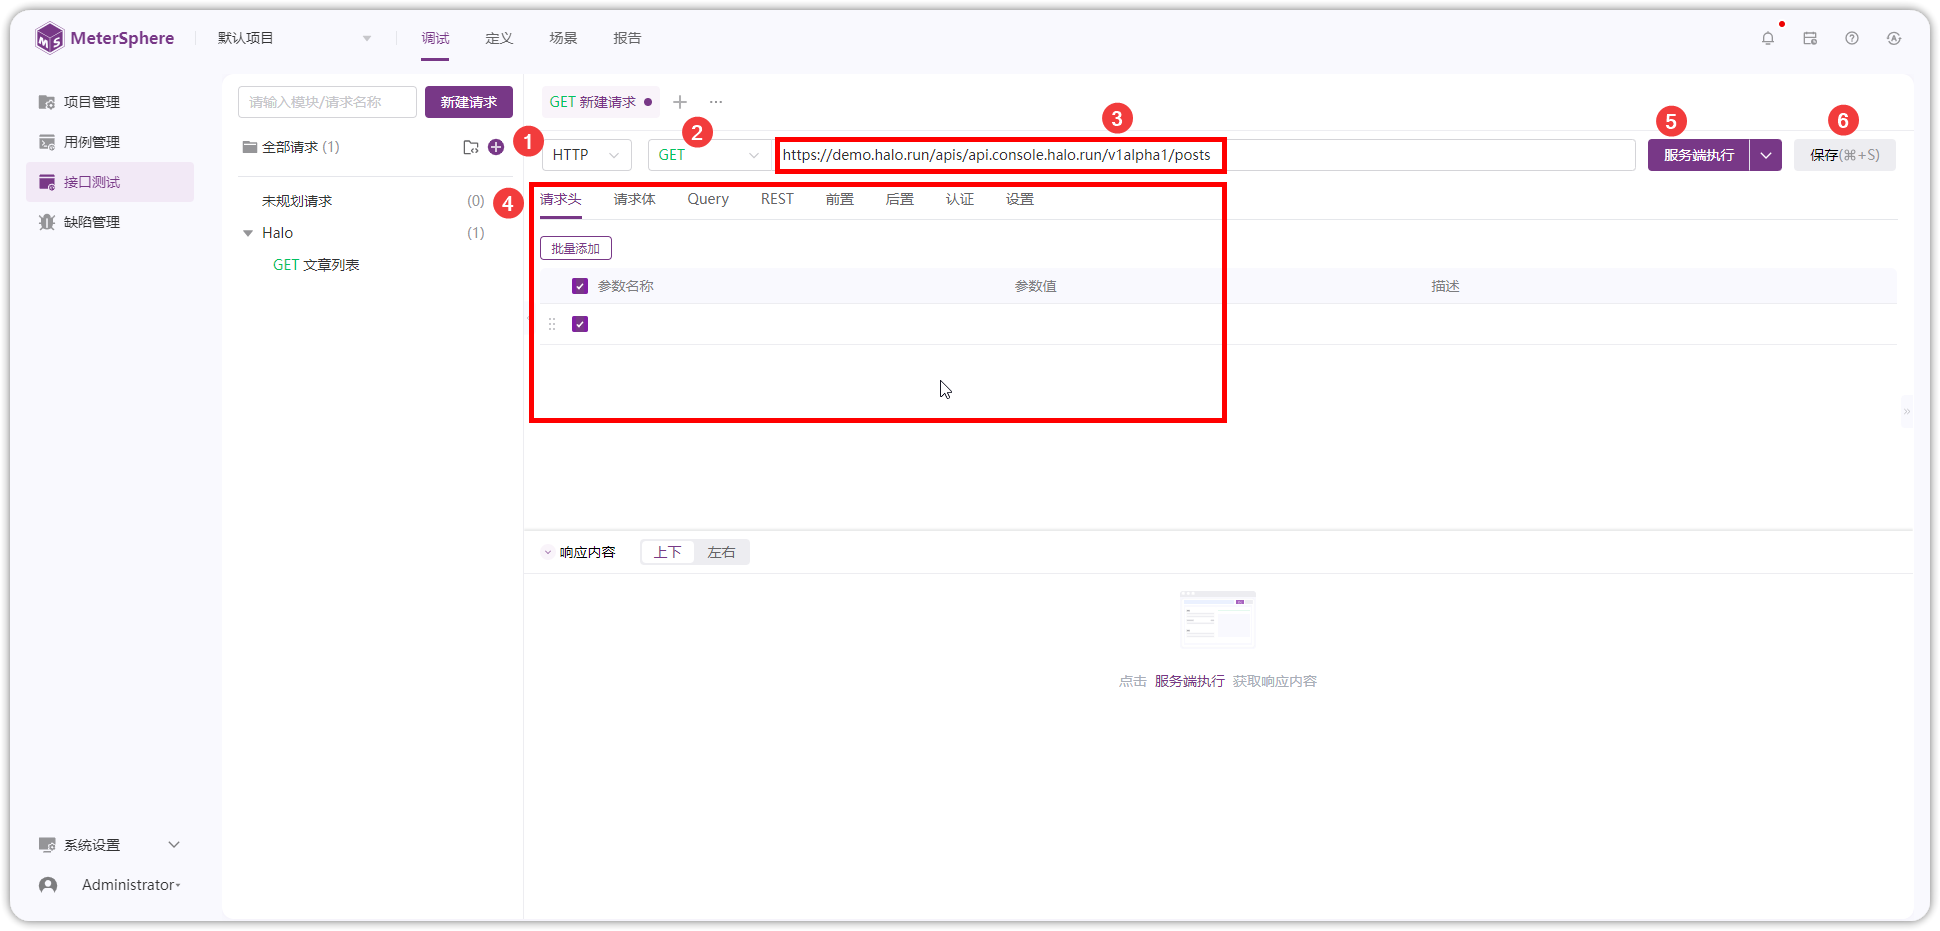 MeterSphere
默认项目
调试 定义 场景 报告
项目管理
用例管理
接口测试
缺陷管理
系统设置
Administrator
请输入模块/请求名称
新建请求
全部请求 (1)
未规划请求 (0)
Halo (1)
GET 文章列表
GET 新建请求
1
2
3
4
5
6
HTTP
GET
https://demo.halo.run/apis/api.console.halo.run/v1alpha1/posts
服务端执行
保存(⌘+S)
请求头 请求体 Query REST 前置 后置 认证 设置
批量添加
参数名称 参数值 描述
响应内容 上下 左右
点击 服务端执行 获取响应内容